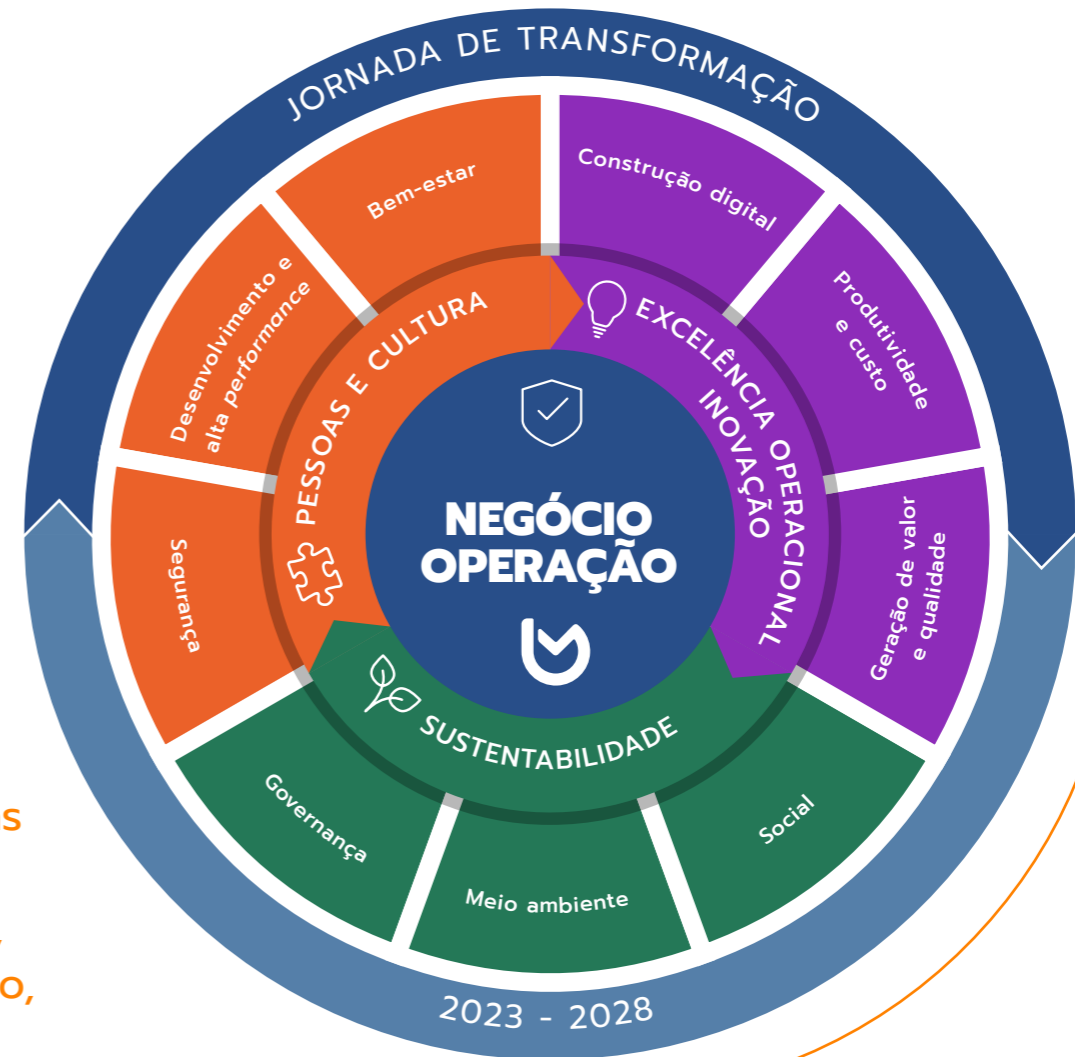 JORNADA DE TRANSFORMAÇÃO
Bem-estar
Construção digital
Desenvolvimento e
alta performance
Produtividade
e custo
PESSOAS E CULTURA
EXCELÊNCIA OPERACIONAL
INOVAÇÃO
Segurança
NEGÓCIO
OPERAÇÃO
Geração de valor
e qualidade
SUSTENTABILIDADE
Governança
Meio ambiente
Social
2023 - 2028